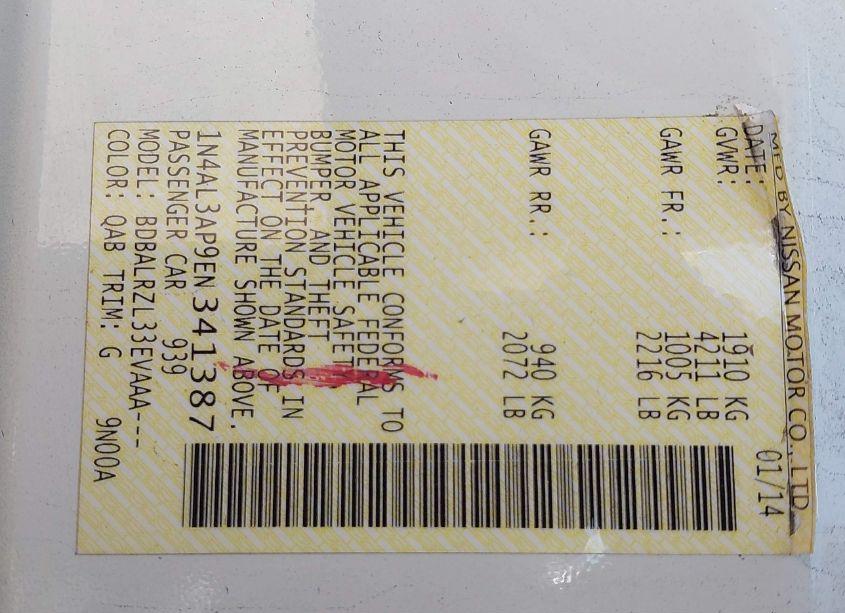 MFD BY NISSAN MOTOR CO., LTD
DATE: 01/14
GVWR: 1910 KG
4211 LB
GAWR FR.: 1005 KG
2216 LB
GAWR RR.: 940 KG
2072 LB
THIS VEHICLE CONFORMS TO
ALL APPLICABLE FEDERAL
MOTOR VEHICLE SAFETY
BUMPER AND THEFT
PREVENTION STANDARDS IN
EFFECT ON THE DATE OF
MANUFACTURE SHOWN ABOVE.
1N4AL3AP9EN341387
PASSENGER CAR 939
MODEL: BDBALRZL33EVAAA---
COLOR: QAB TRIM: G 9N00A